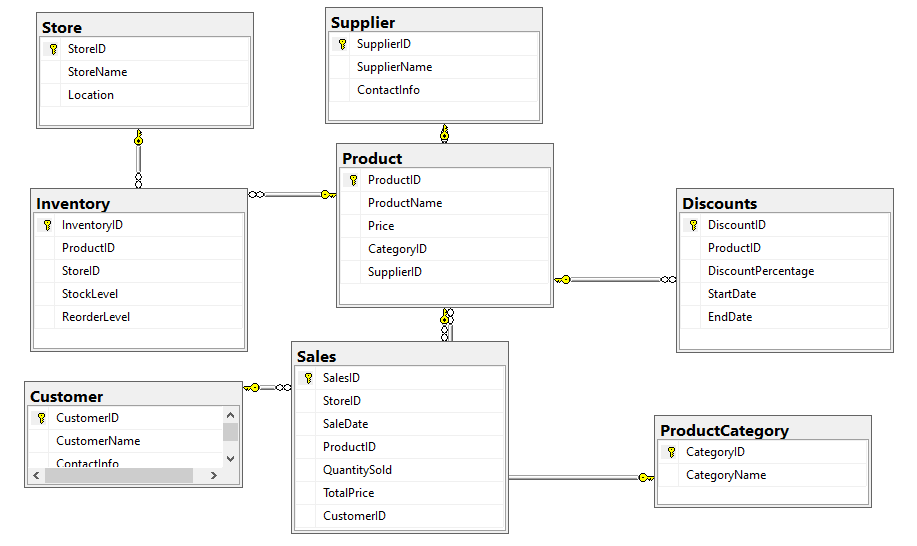 Store
StoreID
StoreName
Location
Supplier
SupplierID
SupplierName
ContactInfo
Product
ProductID
ProductName
Price
CategoryID
SupplierID
Inventory
InventoryID
ProductID
StoreID
StockLevel
ReorderLevel
Discounts
DiscountID
ProductID
DiscountPercentage
StartDate
EndDate
Sales
SalesID
StoreID
SaleDate
ProductID
QuantitySold
TotalPrice
CustomerID
Customer
CustomerID
CustomerName
ContactInfo
ProductCategory
CategoryID
CategoryName